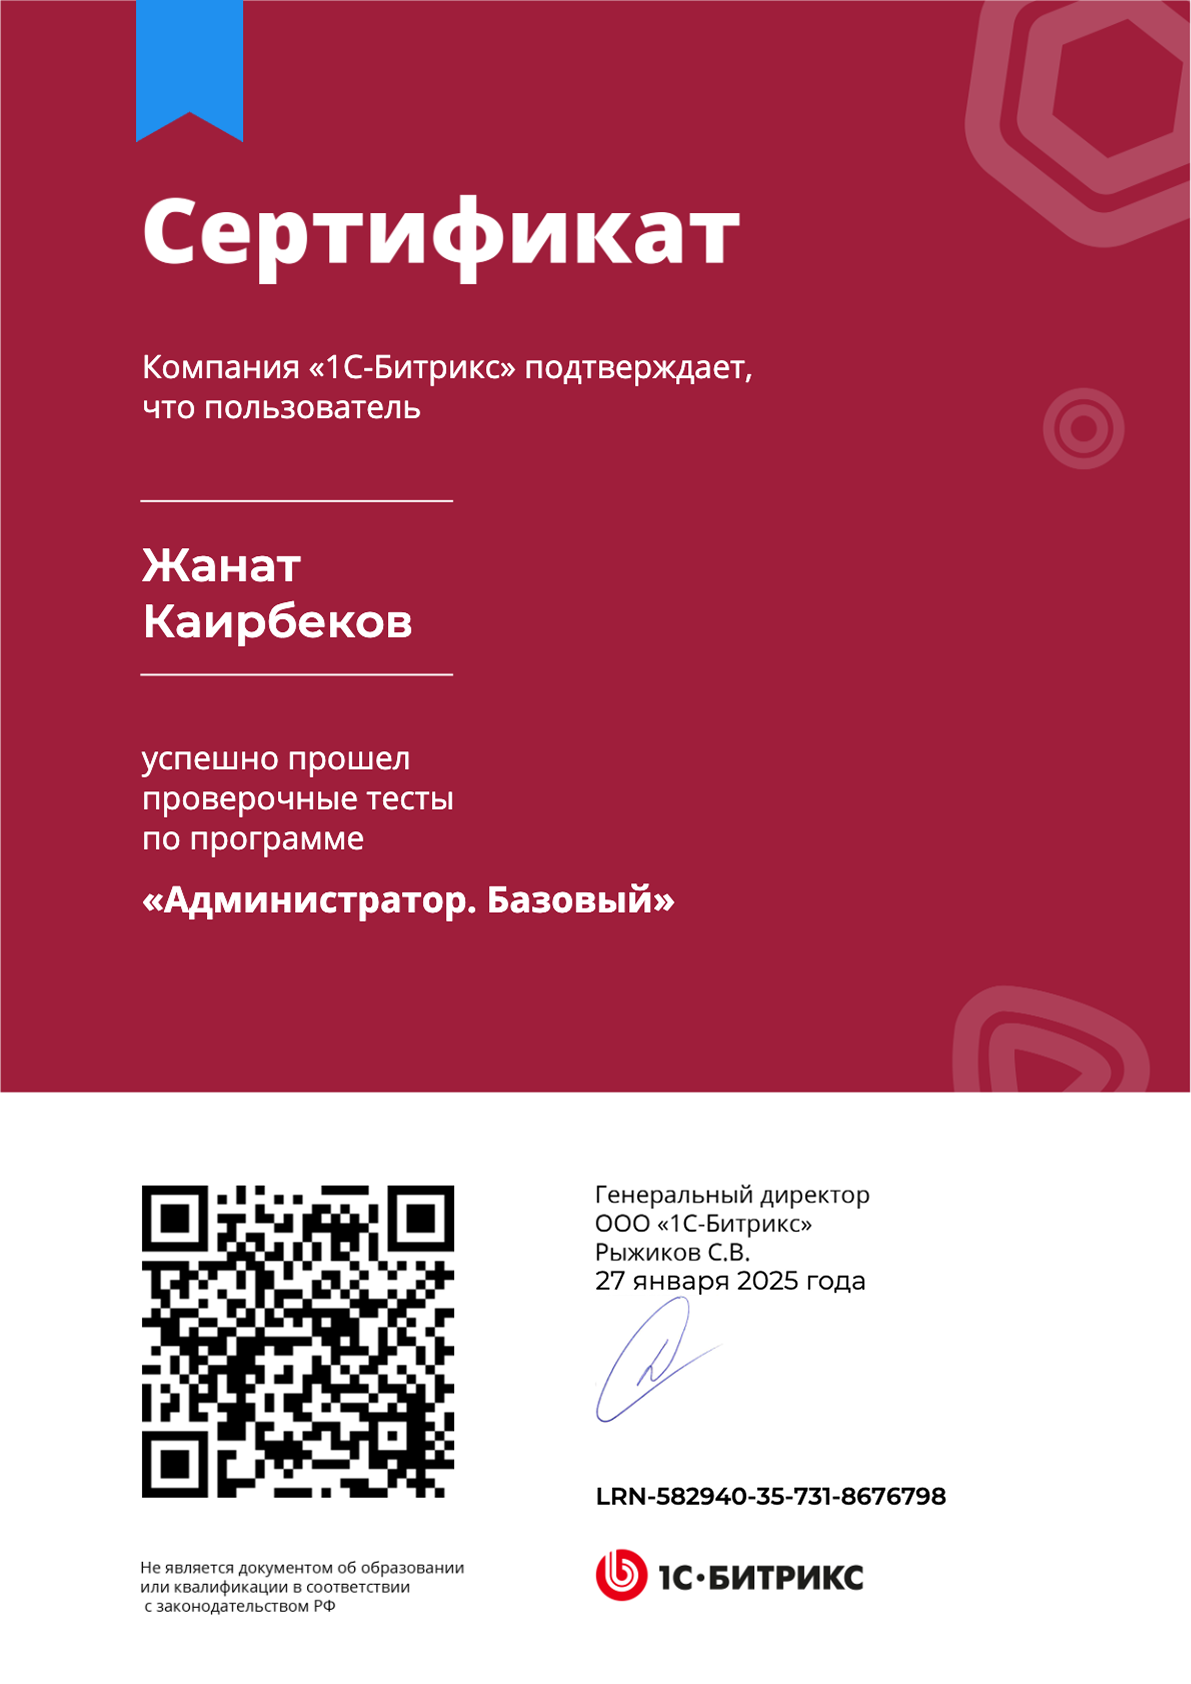 Сертификат
Компания «1С-Битрикс» подтверждает,
что пользователь
Жанат
Каирбеков
успешно прошел
проверочные тесты
по программе
«Администратор. Базовый»
Генеральный директор
ООО «1С-Битрикс»
Рыжиков С.В.
27 января 2025 года
LRN-582940-35-731-8676798
Не является документом об образовании
или квалификации в соответствии
с законодательством РФ
1С·БИТРИКС